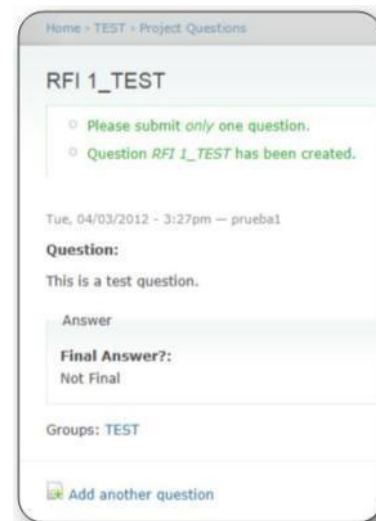 Home › TEST › Project Questions
RFI 1_TEST
Please submit only one question.
Question RFI 1_TEST has been created.
Tue, 04/03/2012 - 3:27pm — prueba1
Question:
This is a test question.
Answer
Final Answer?:
Not Final
Groups: TEST
Add another question